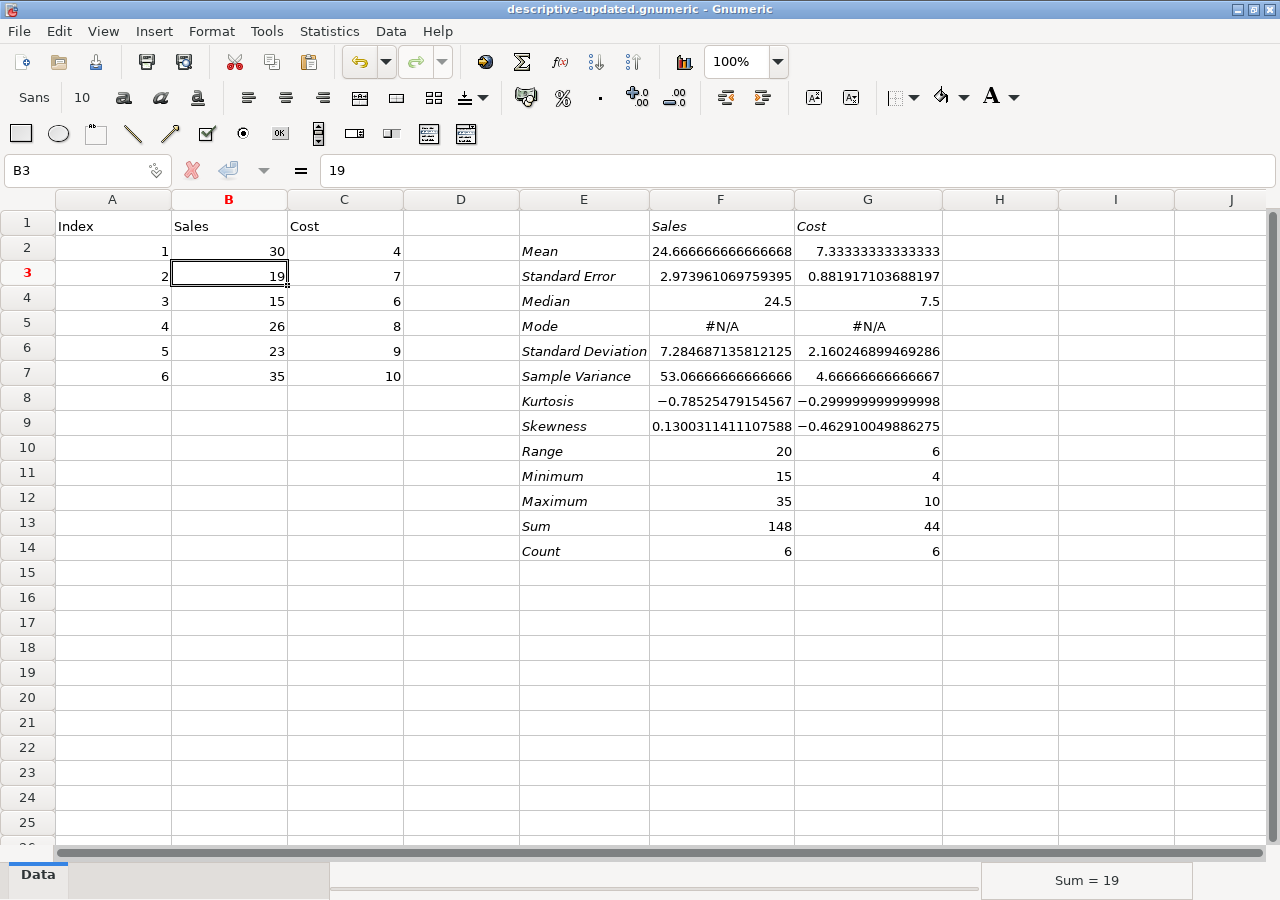 descriptive-updated.gnumeric - Gnumeric
File Edit View Insert Format Tools Statistics Data Help
f(x) 100%
Sans 10 a a a % +.0 .00 .00 .0 A A A
ab OK
B3 19
A B C D E F G H I J
1 Index Sales Cost Sales Cost
2 1 30 4 Mean 24.666666666666668 7.33333333333333
3 2 19 7 Standard Error 2.973961069759395 0.881917103688197
4 3 15 6 Median 24.5 7.5
5 4 26 8 Mode #N/A #N/A
6 5 23 9 Standard Deviation 7.284687135812125 2.160246899469286
7 6 35 10 Sample Variance 53.06666666666666 4.66666666666667
8 Kurtosis −0.78525479154567 −0.299999999999998
9 Skewness 0.1300311411107588 −0.462910049886275
10 Range 20 6
11 Minimum 15 4
12 Maximum 35 10
13 Sum 148 44
14 Count 6 6
15
16
17
18
19
20
21
22
23
24
25
Data Sum = 19